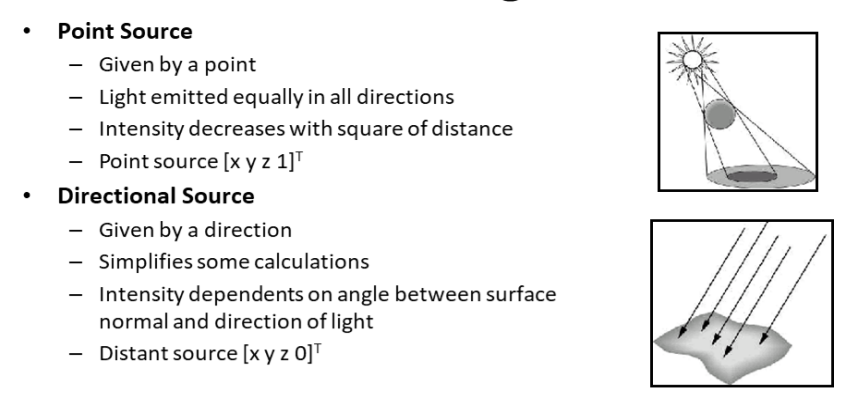 • Point Source
– Given by a point
– Light emitted equally in all directions
– Intensity decreases with square of distance
– Point source [x y z 1]ᵀ
• Directional Source
– Given by a direction
– Simplifies some calculations
– Intensity dependents on angle between surface
normal and direction of light
– Distant source [x y z 0]ᵀ